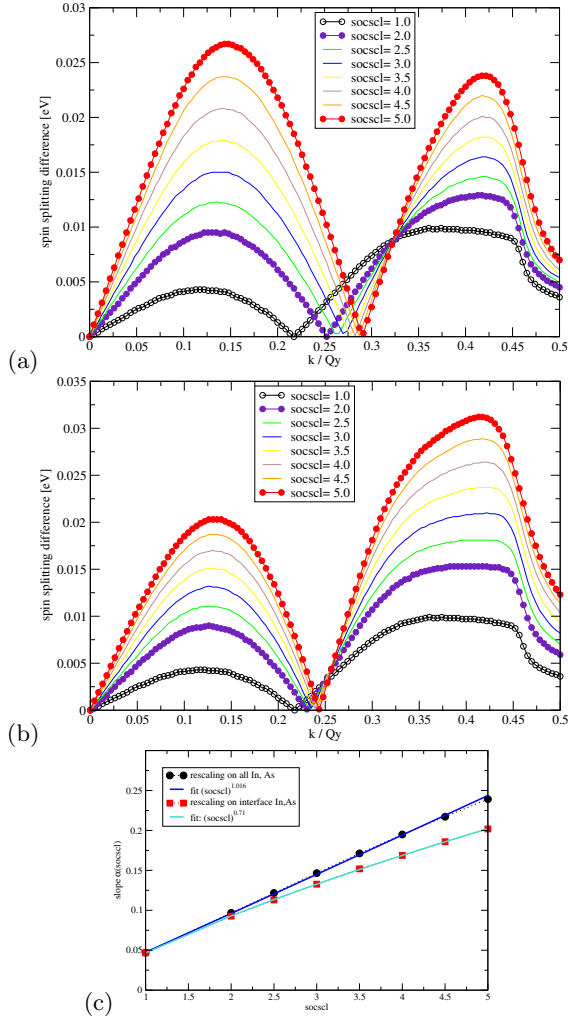 0.03
0.025
0.02
0.015
0.01
0.005
0
spin splitting difference [eV]
socscl= 1.0
socscl= 2.0
socscl= 2.5
socscl= 3.0
socscl= 3.5
socscl= 4.0
socscl= 4.5
socscl= 5.0
0 0.05 0.1 0.15 0.2 0.25 0.3 0.35 0.4 0.45 0.5
k / Qy
(a)
0.035
0.03
0.025
0.02
0.015
0.01
0.005
0
spin splitting difference [eV]
socscl= 1.0
socscl= 2.0
socscl= 2.5
socscl= 3.0
socscl= 3.5
socscl= 4.0
socscl= 4.5
socscl= 5.0
0 0.05 0.1 0.15 0.2 0.25 0.3 0.35 0.4 0.45 0.5
k / Qy
(b)
rescaling on all In, As
fit (socscl)^1.016
rescaling on interface In,As
fit: (socscl)^0.71
0.25
0.2
0.15
0.1
0.05
0
slope α(socscl)
1 1.5 2 2.5 3 3.5 4 4.5 5
socscl
(c)